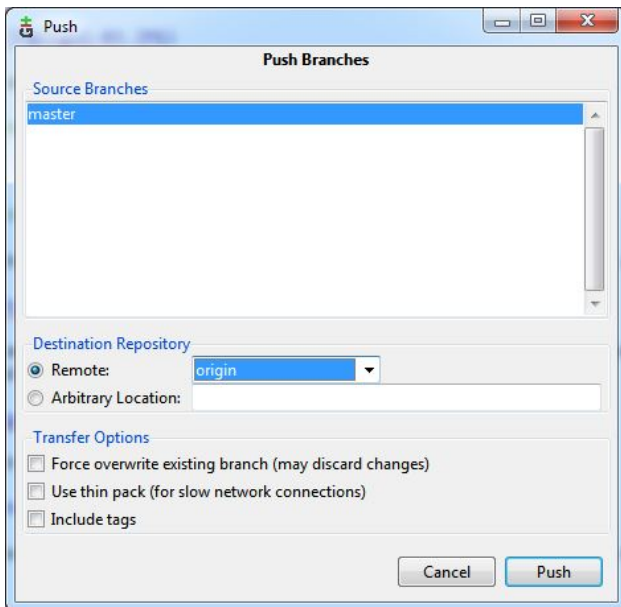 Push
Push Branches
Source Branches
master
Destination Repository
Remote: origin
Arbitrary Location:
Transfer Options
Force overwrite existing branch (may discard changes)
Use thin pack (for slow network connections)
Include tags
Cancel Push